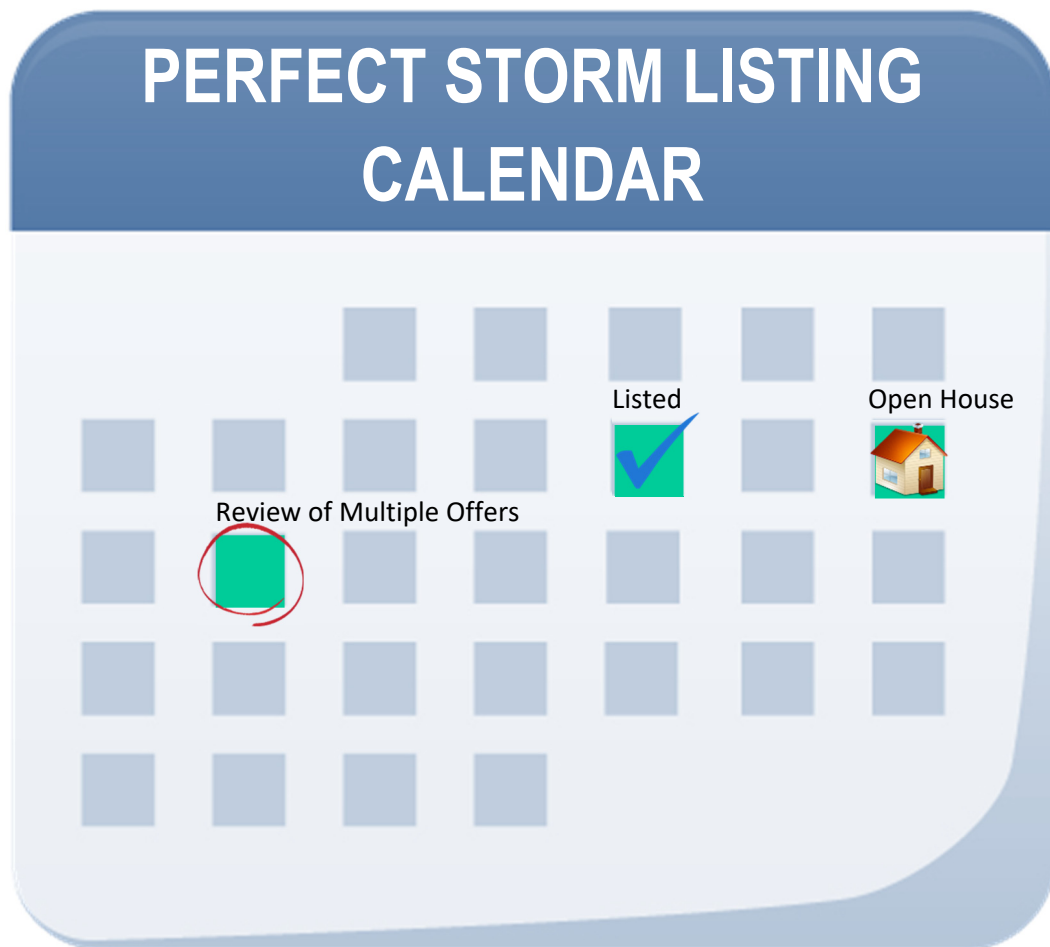 PERFECT STORM LISTING
CALENDAR
Listed
Open House
Review of Multiple Offers